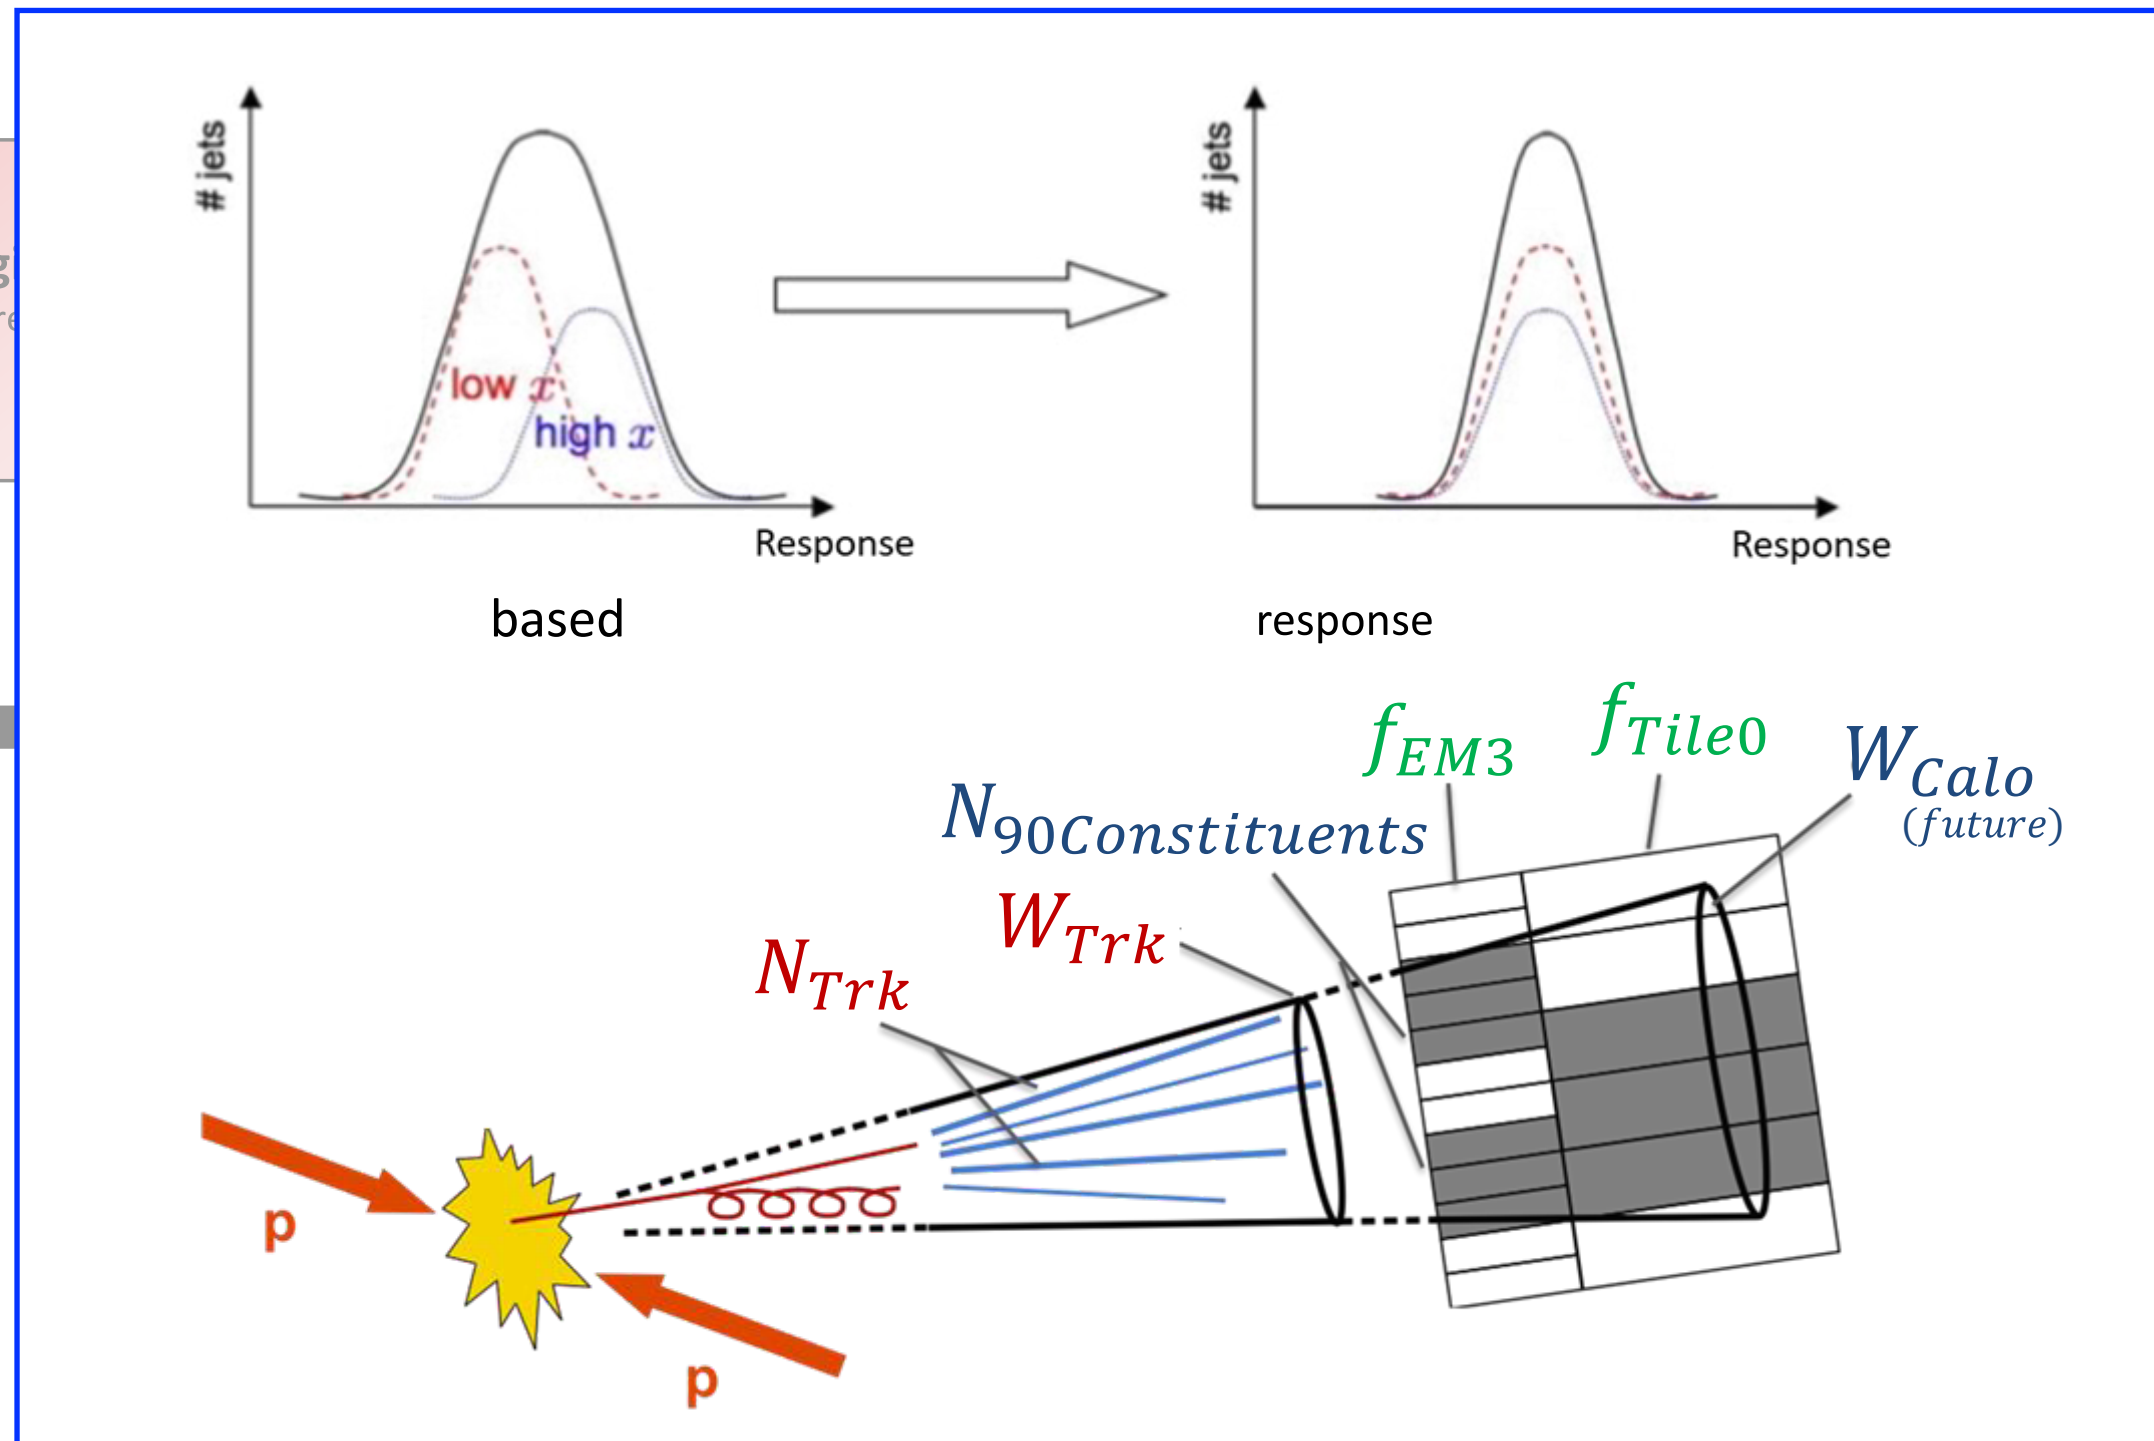 # jets
low x
high x
Response
# jets
Response
based
response
f_EM3
f_Tile0
W_Calo
(future)
N_90Constituents
W_Trk
N_Trk
p
p